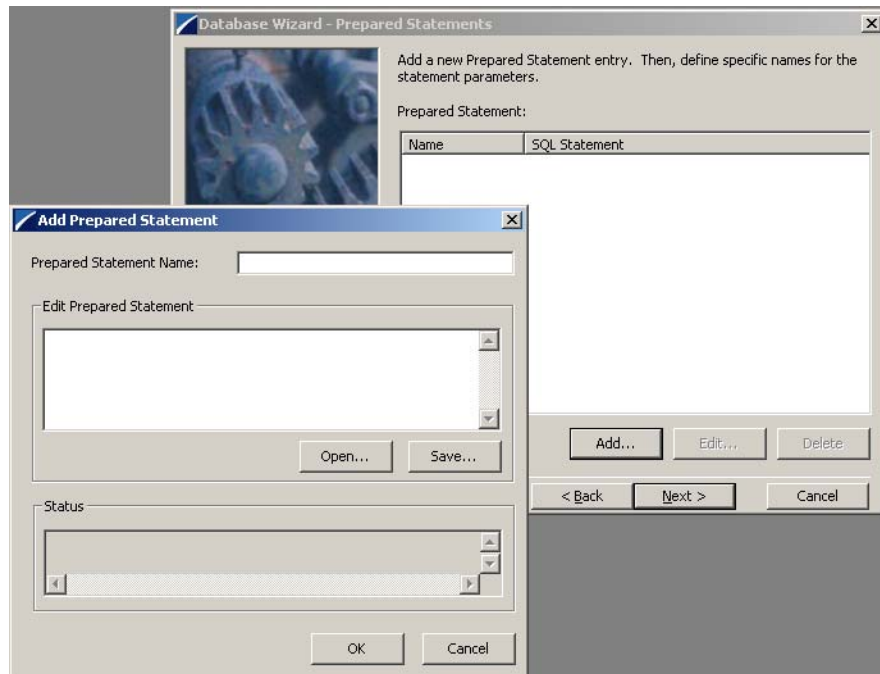 Database Wizard - Prepared Statements
Add a new Prepared Statement entry. Then, define specific names for the
statement parameters.
Prepared Statement:
Name SQL Statement
Add... Edit... Delete
< Back Next > Cancel
Add Prepared Statement
Prepared Statement Name:
Edit Prepared Statement
Open... Save...
Status
OK Cancel